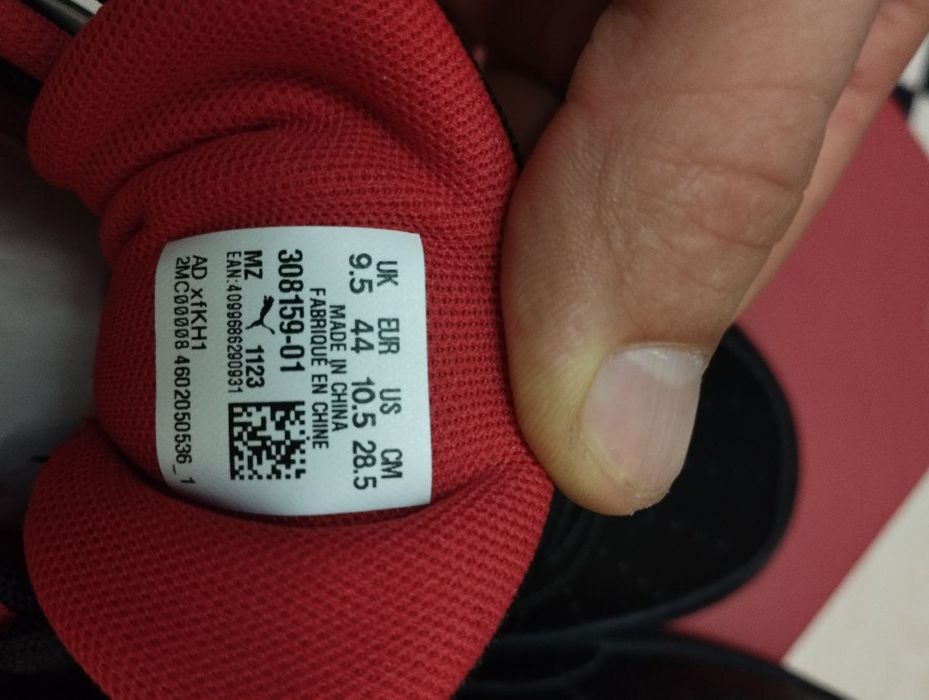 UK EUR US CM
9.5 44 10.5 28.5
MADE IN CHINA
FABRIQUÉ EN CHINE
308159-01
MZ 1123
EAN:4099686290931
AD xfKH1
2MC00008 4602050536_1